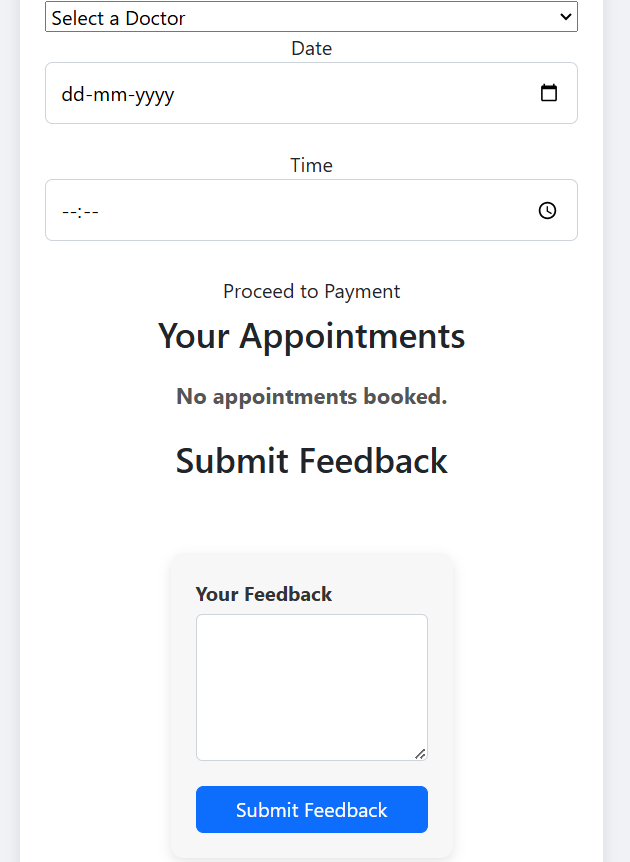 Select a Doctor
Date
dd-mm-yyyy
Time
--:--
Proceed to Payment
Your Appointments
No appointments booked.
Submit Feedback
Your Feedback
Submit Feedback